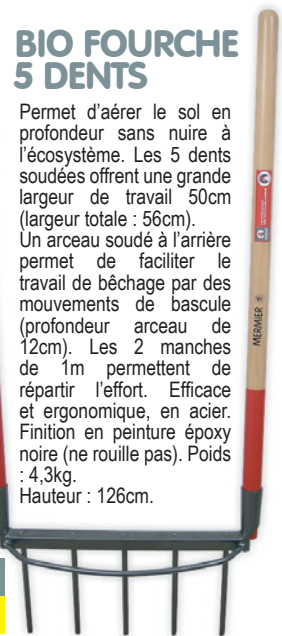 BIO FOURCHE
5 DENTS
Permet d'aérer le sol en
profondeur sans nuire à
l'écosystème. Les 5 dents
soudées offrent une grande
largeur de travail 50cm
(largeur totale : 56cm).
Un arceau soudé à l'arrière
permet de faciliter le
travail de bêchage par des
mouvements de bascule
(profondeur arceau de
12cm). Les 2 manches
de 1m permettent de
répartir l'effort. Efficace
et ergonomique, en acier.
Finition en peinture époxy
noire (ne rouille pas). Poids
: 4,3kg.
Hauteur : 126cm.
MERMIER